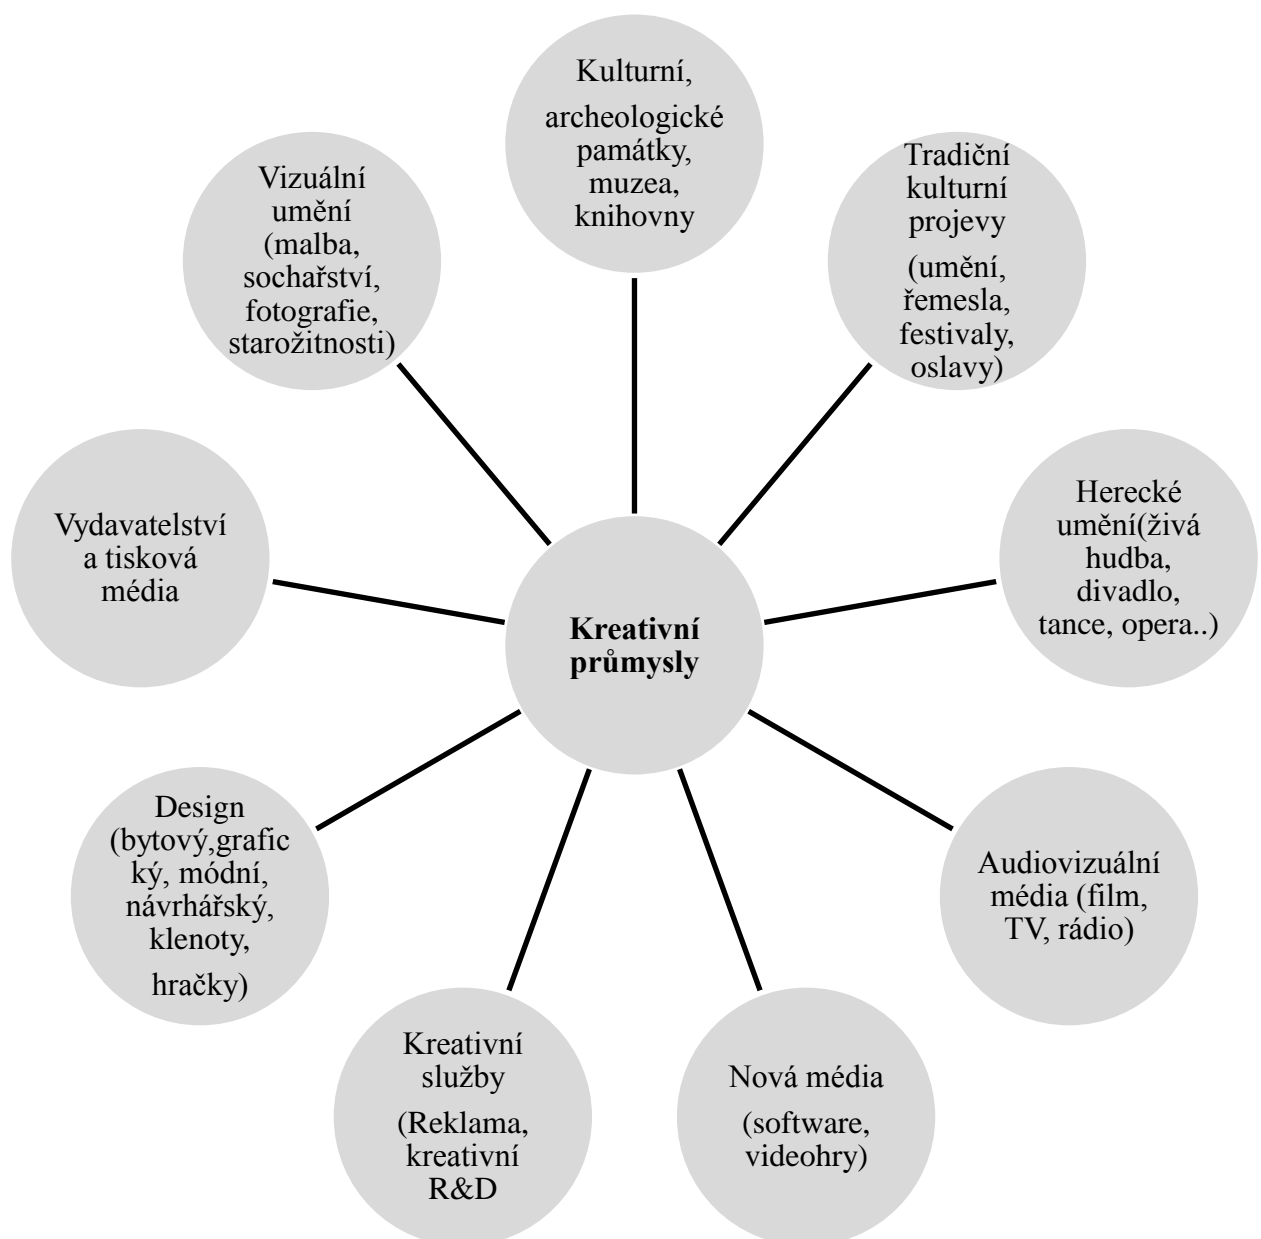 Kulturní,
archeologické
památky,
muzea,
knihovny
Tradiční
kulturní
projevy
(umění,
řemesla,
festivaly,
oslavy)
Herecké
umění(živá
hudba,
divadlo,
tance, opera..)
Audiovizuální
média (film,
TV, rádio)
Nová média
(software,
videohry)
Kreativní
služby
(Reklama,
kreativní
R&D
Design
(bytový,grafic
ký, módní,
návrhářský,
klenoty,
hračky)
Vydavatelství
a tisková
média
Vizuální
umění
(malba,
sochařství,
fotografie,
starožitnosti)
Kreativní
průmysly